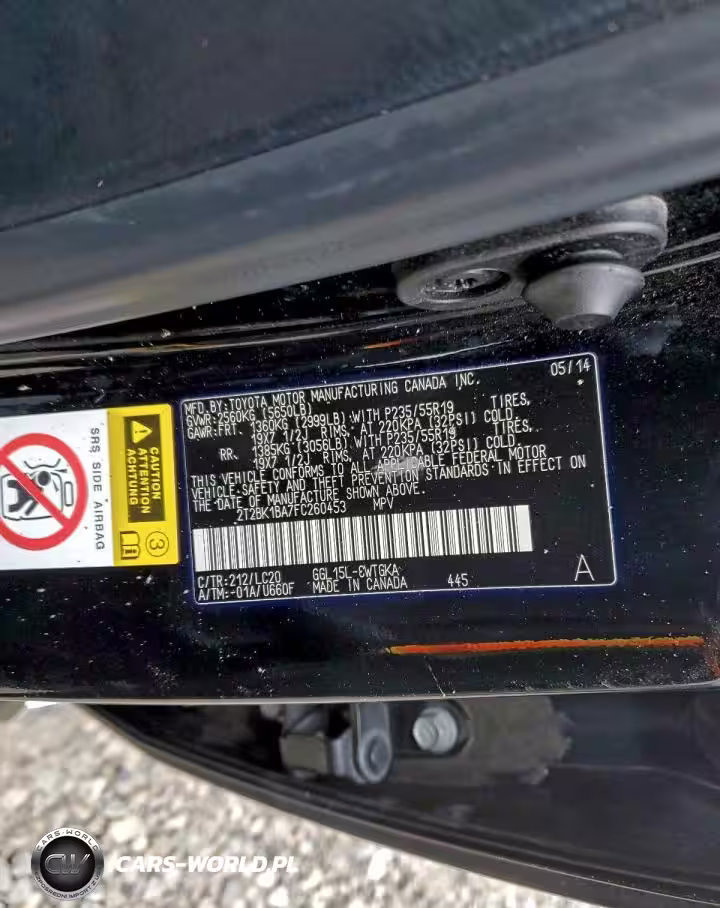 05/14
MFD.BY:TOYOTA MOTOR MANUFACTURING CANADA INC.
GVWR:2560KG (5650LB)
GAWR:FRT 1360KG (2999LB) WITH P235/55R19 TIRES,
19X7 1/2J RIMS, AT 220KPA (32PSI) COLD.
RR. 1385KG (3056LB) WITH P235/55R19 TIRES,
19X7 1/2J RIMS, AT 220KPA (32PSI) COLD.
THIS VEHICLE CONFORMS TO ALL APPLICABLE FEDERAL MOTOR
VEHICLE SAFETY AND THEFT PREVENTION STANDARDS IN EFFECT ON
THE DATE OF MANUFACTURE SHOWN ABOVE.
2T2BK1BA7FC260453 MPV
C/TR:212/LC20 GGL15L-
A/TM:-01A/U660F MADE IN CANADA 445
A
SRS SIDE AIRBAG
CAUTION
ATTENTION
ACHTUNG
3
CARS-WORLD
CW
CARS-WORLD.PL